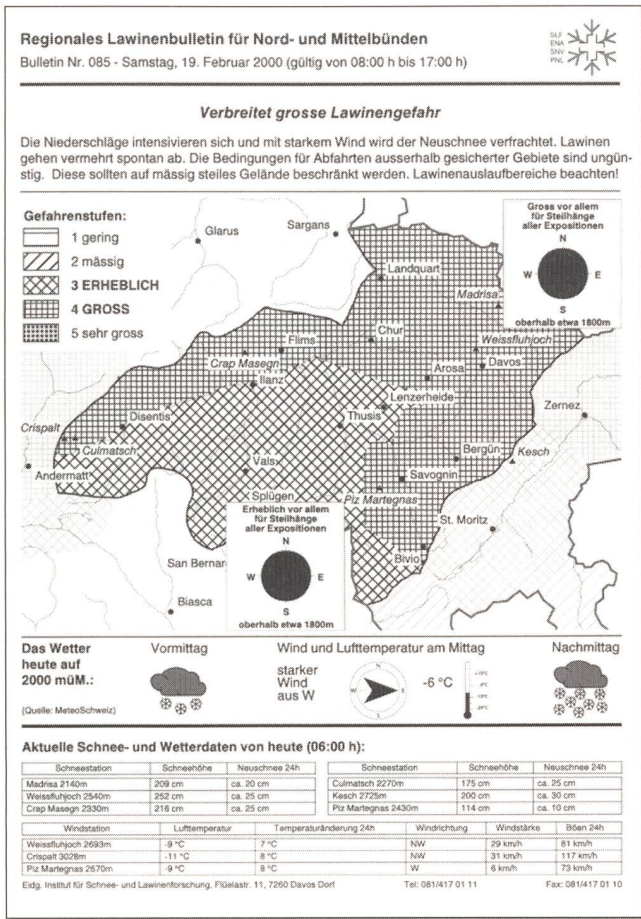 Regionales Lawinenbulletin für Nord- und Mittelbünden
Bulletin Nr. 085 - Samstag, 19. Februar 2000 (gültig von 08:00 h bis 17:00 h)
SLF
ENA
SNV
PNL
Verbreitet grosse Lawinengefahr
Die Niederschläge intensivieren sich und mit starkem Wind wird der Neuschnee verfrachtet. Lawinen
gehen vermehrt spontan ab. Die Bedingungen für Abfahrten ausserhalb gesicherter Gebiete sind ungün-
stig. Diese sollten auf mässig steiles Gelände beschränkt werden. Lawinenauslaufbereiche beachten!
Gefahrenstufen:
1 gering
2 mässig
3 ERHEBLICH
4 GROSS
5 sehr gross
Glarus
Sargans
Gross vor allem
für Steilhänge
aller Expositionen
N
W E
S
oberhalb etwa 1800m
Landquart
Madrisa
Flims
Chur
Weissfluhjoch
Crap Masegn
Davos
Ilanz
Arosa
Lenzerheide
Disentis
Thusis
Zernez
Crispalt
Culmatsch
Bergün
Kesch
Andermatt
Vals
Savognin
Splügen
Piz Martegnas
Erheblich vor allem
für Steilhänge
aller Expositionen
N
W E
S
oberhalb etwa 1800m
St. Moritz
San Bernar
Bivio
Biasca
Das Wetter
heute auf
2000 müM.:
(Quelle: MeteoSchweiz)
Vormittag
Wind und Lufttemperatur am Mittag
starker
Wind
aus W
N
W E
S
-6 °C
Nachmittag
Aktuelle Schnee- und Wetterdaten von heute (06:00 h):
Schneestation Schneehöhe Neuschnee 24h
Madrisa 2140m 209 cm ca. 20 cm
Weissfluhjoch 2540m 252 cm ca. 25 cm
Crap Masegn 2330m 216 cm ca. 25 cm
Schneestation Schneehöhe Neuschnee 24h
Culmatsch 2270m 175 cm ca. 25 cm
Kesch 2725m 200 cm ca. 30 cm
Piz Martegnas 2430m 114 cm ca. 10 cm
Windstation Lufttemperatur Temperaturänderung 24h Windrichtung Windstärke Böen 24h
Weissfluhjoch 2693m -9 °C 7 °C NW 29 km/h 81 km/h
Crispalt 3028m -11 °C 8 °C NW 31 km/h 117 km/h
Piz Martegnas 2670m -9 °C 8 °C W 6 km/h 73 km/h
Eidg. Institut für Schnee- und Lawinenforschung, Flüelastr. 11, 7260 Davos Dorf Tel: 081/417 01 11 Fax: 081/417 01 10